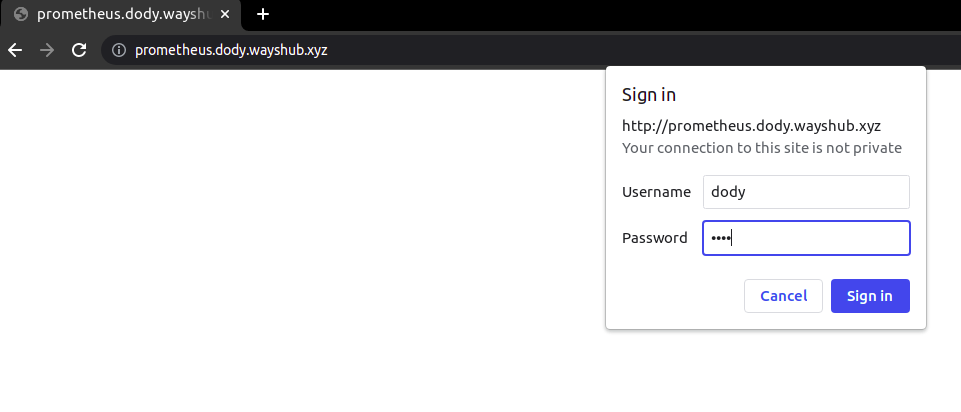 prometheus.dody.wayshu
prometheus.dody.wayshub.xyz
Sign in
http://prometheus.dody.wayshub.xyz
Your connection to this site is not private
Username dody
Password ••••
Cancel Sign in